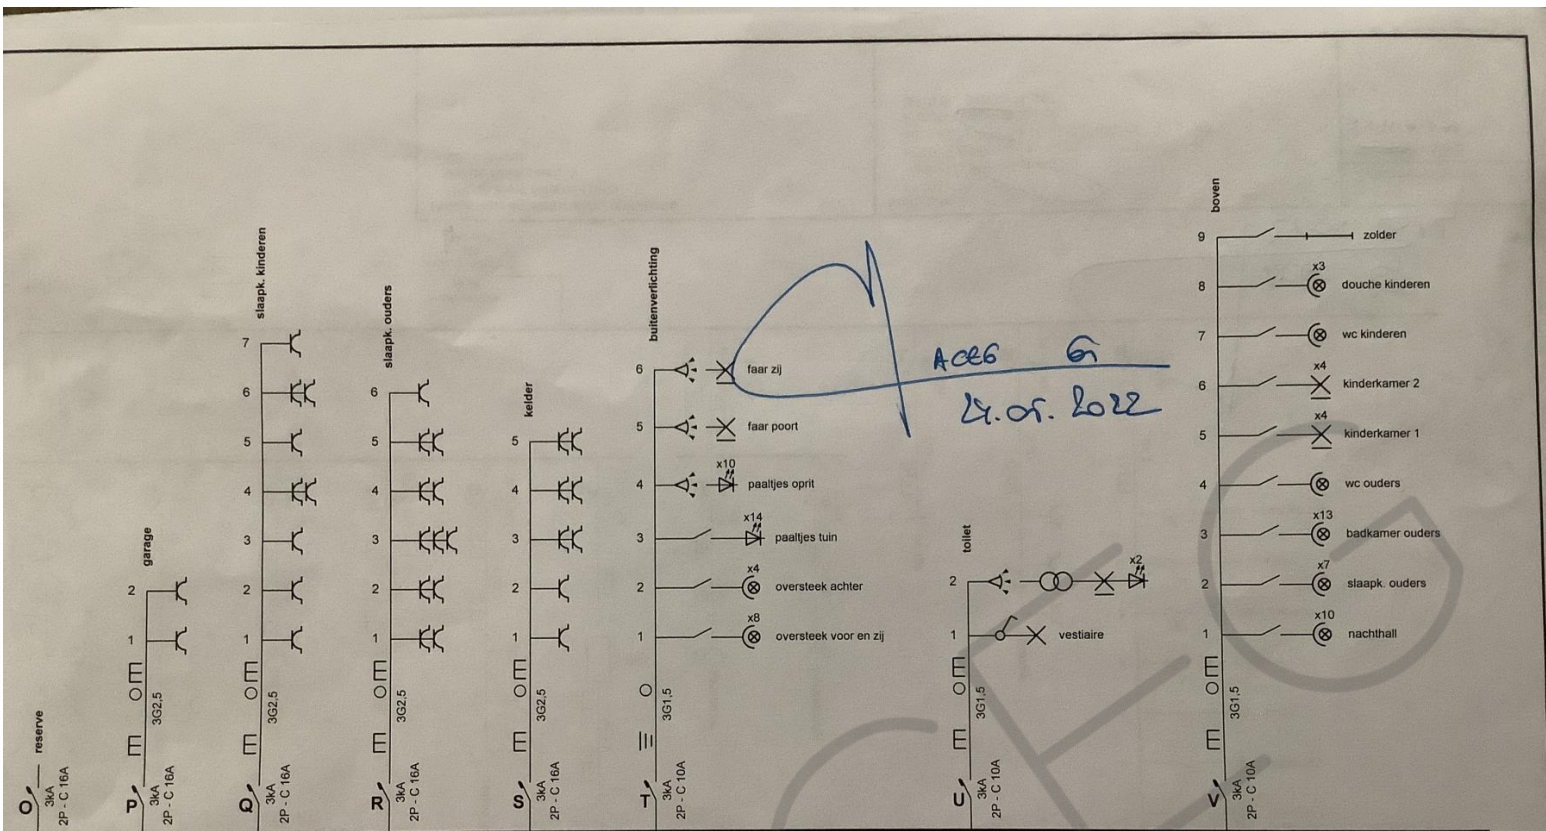 boven
9 zolder
x3
8 douche kinderen
7 wc kinderen
x4
6 kinderkamer 2
x4
5 kinderkamer 1
4 wc ouders
x13
3 badkamer ouders
x7
2 slaapk. ouders
x10
1 nachthall
3G1,5
V
3kA
2P - C 10A
toilet
x2
2
1 vestiaire
3G1,5
U
3kA
2P - C 10A
buitenverlichting
6 faar zij
5 faar poort
x10
4 paaltjes oprit
x14
3 paaltjes tuin
x4
2 oversteek achter
x8
1 oversteek voor en zij
3G1,5
T
3kA
2P - C 10A
kelder
5
4
3
2
1
3G2,5
S
3kA
2P - C 16A
slaapk. ouders
6
5
4
3
2
1
3G2,5
R
3kA
2P - C 16A
slaapk. kinderen
7
6
5
4
3
2
1
3G2,5
Q
3kA
2P - C 16A
garage
2
1
3G2,5
P
3kA
2P - C 16A
reserve
O
3kA
2P - C 16A